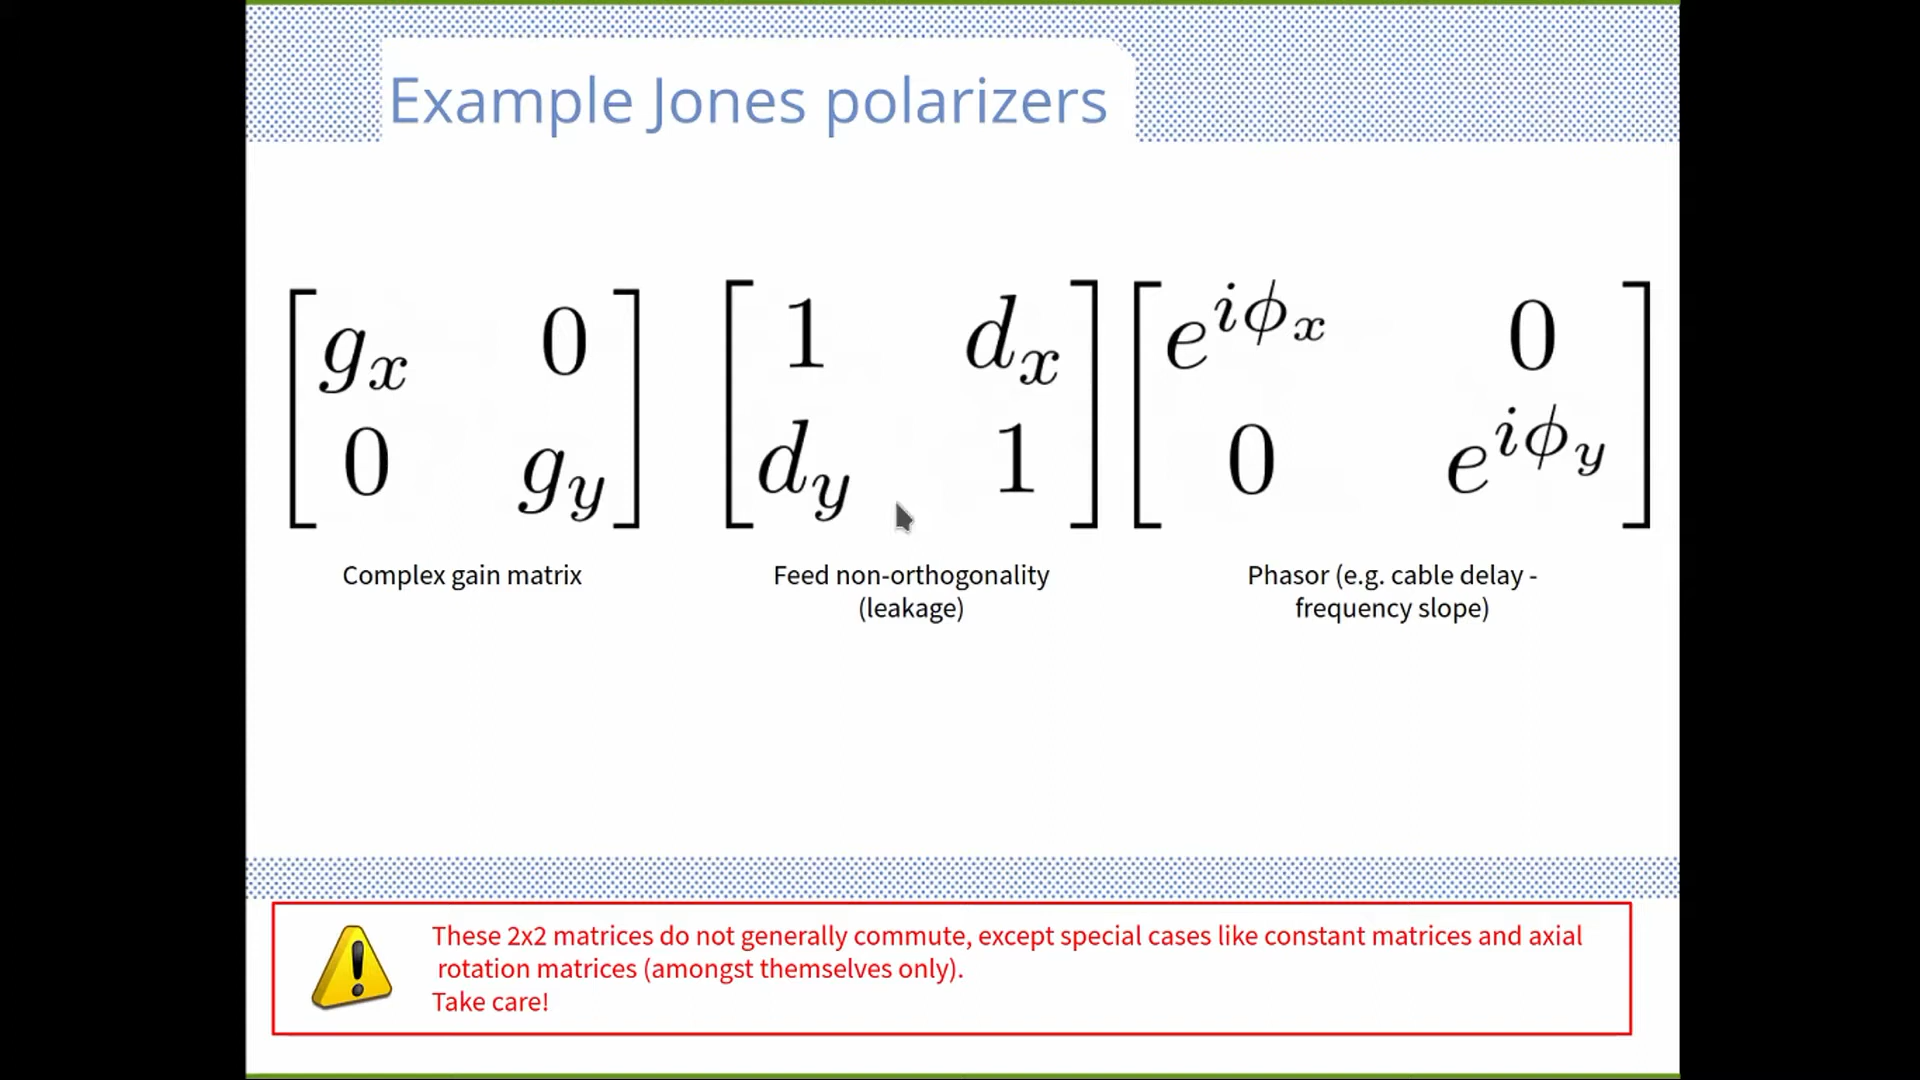 Example Jones polarizers
[ g_x 0 ] [ 1 d_x ] [ e^{iϕ_x} 0 ]
[ 0 g_y ] [ d_y 1 ] [ 0 e^{iϕ_y} ]
Complex gain matrix
Feed non-orthogonality
(leakage)
Phasor (e.g. cable delay -
frequency slope)
These 2x2 matrices do not generally commute, except special cases like constant matrices and axial
rotation matrices (amongst themselves only).
Take care!